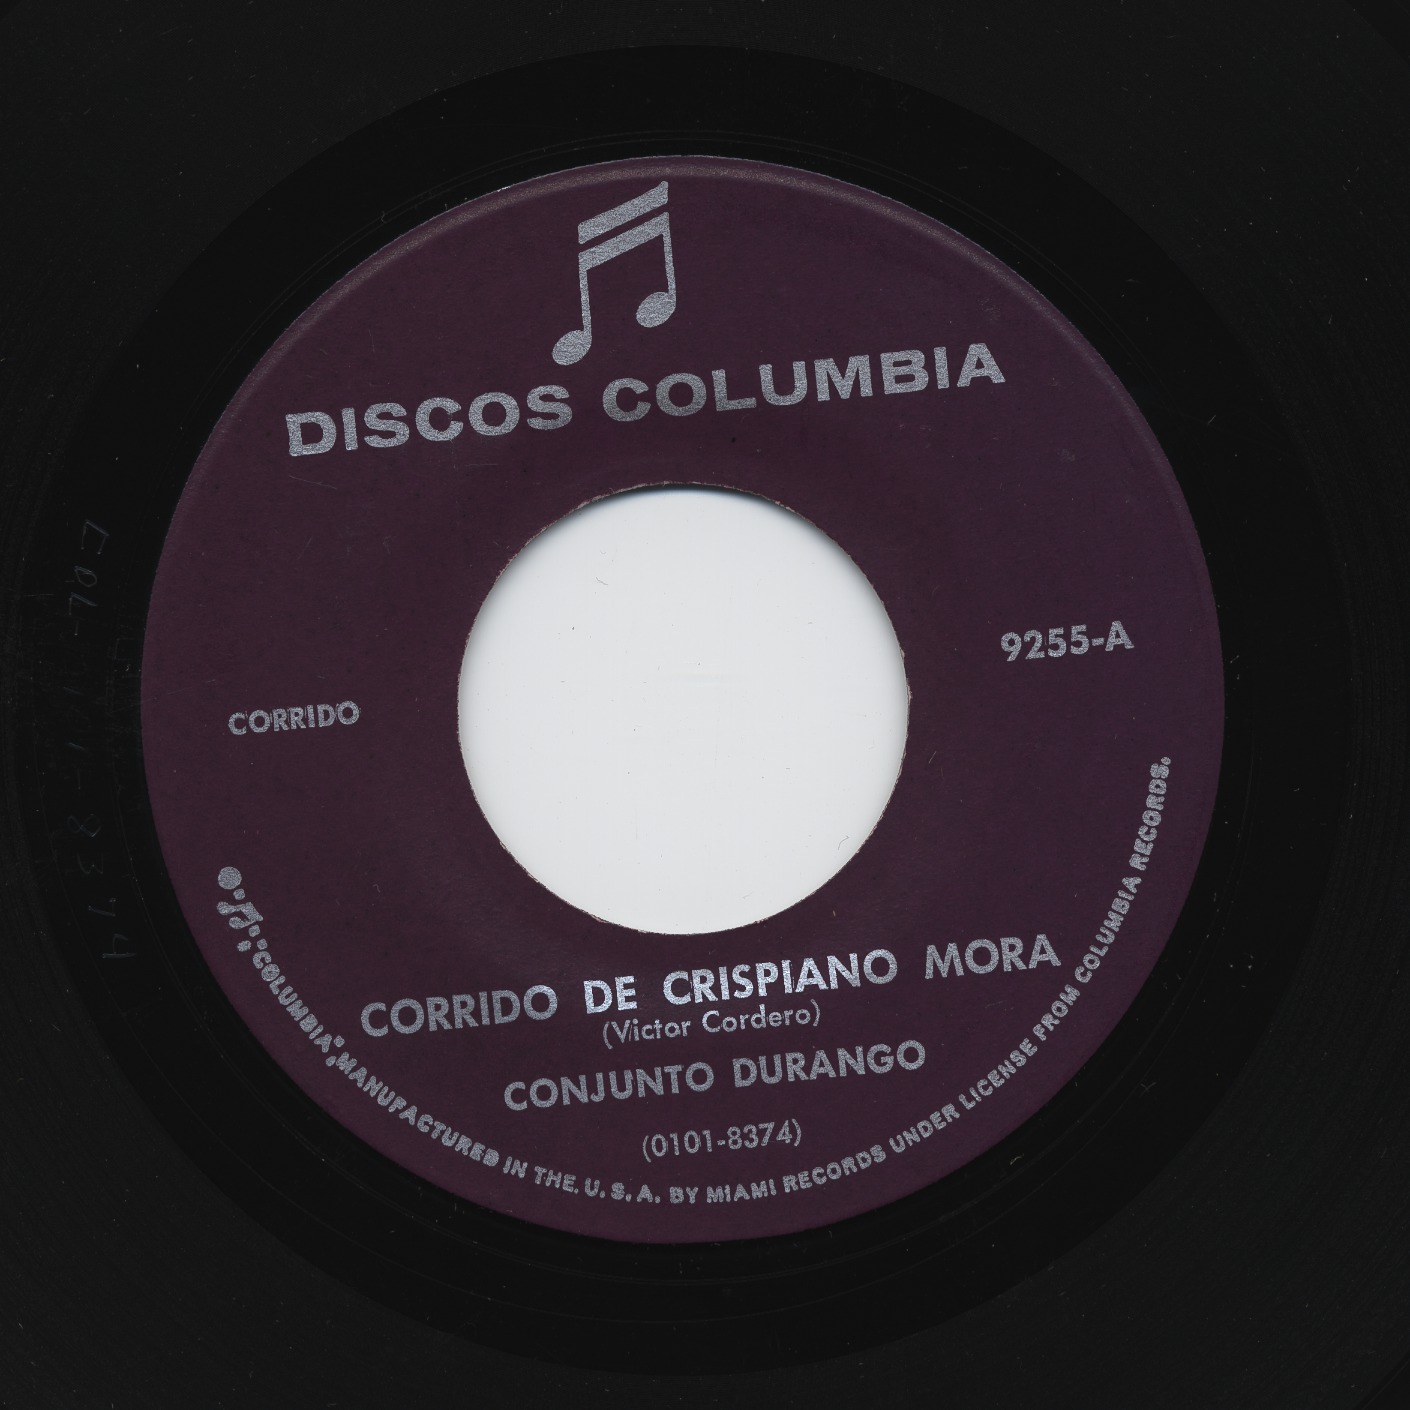 DISCOS COLUMBIA
9255-A
CORRIDO
CORRIDO DE CRISPIANO MORA
(Victor Cordero)
CONJUNTO DURANGO
(0101-8374)
"COLUMBIA", MANUFACTURED IN THE. U. S. A. BY MIAMI RECORDS UNDER LICENSE FROM COLUMBIA RECORDS.